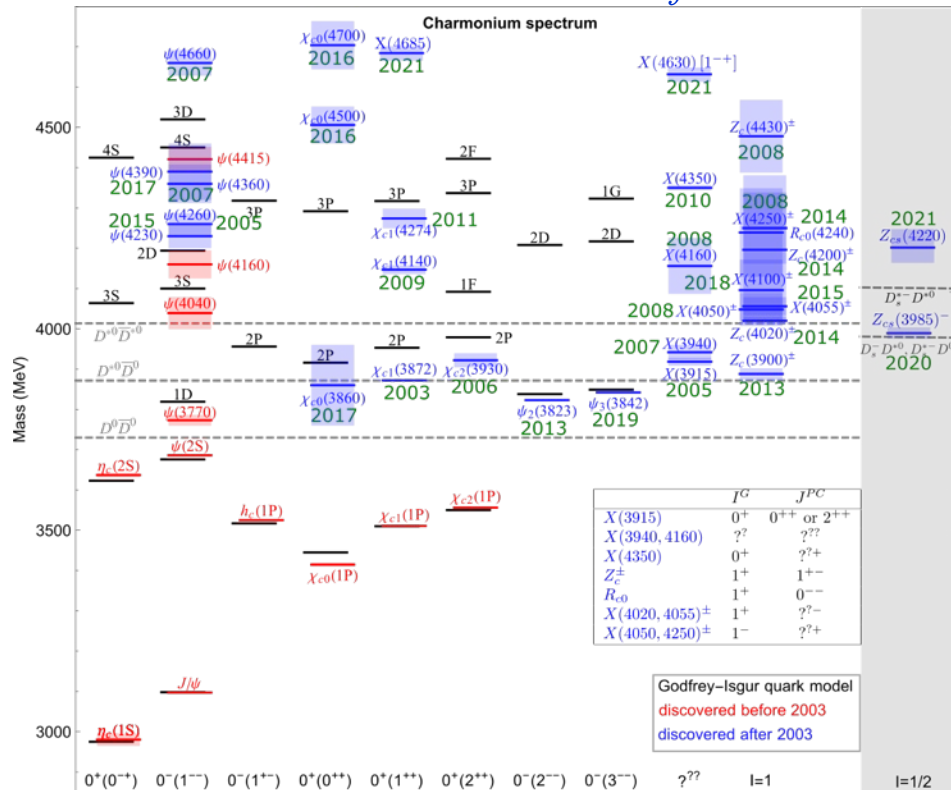 Charmonium spectrum
Mass (MeV)
4500
4000
3500
3000
4S
3S
η_c(2S)
η_c(1S)
ψ(4660)
2007
3D
4S
ψ(4415)
ψ(4390)
2017
ψ(4360)
2007
2015
ψ(4260)
2005
ψ(4230)
2D
ψ(4160)
3S
ψ(4040)
1D
ψ(3770)
ψ(2S)
J/ψ
3P
2P
h_c(1P)
χ_c0(4700)
2016
χ_c0(4500)
2016
3P
2P
χ_c0(3860)
2017
χ_c0(1P)
X(4685)
2021
3P
2011
χ_c1(4274)
χ_c1(4140)
2009
2P
χ_c1(3872)
2003
χ_c1(1P)
2F
3P
1F
2P
χ_c2(3930)
2006
χ_c2(1P)
2D
ψ_2(3823)
2013
1G
2D
ψ_3(3842)
2019
X(4630) [1⁻⁺]
2021
X(4350)
2010
2008
X(4160)
2018
2007
X(3940)
X(3915)
2005
Z_c(4430)^±
2008
2008
X(4250)^±
2014
R_c0(4240)
Z_c(4200)^±
2014
X(4100)^±
2015
2008
X(4050)^±
X(4055)^±
Z_c(4020)^±
2014
Z_c(3900)^±
2013
2021
Z_cs(4220)
D_s^{*-}D^{*0}
Z_cs(3985)^-
D_s^-D^{*0}, D_s^{*-}D^0
2020
D^{*0}D̅^{*0}
D^{*0}D̅^0
D^0D̅^0
I^G J^{PC}
X(3915) 0⁺ 0⁺⁺ or 2⁺⁺
X(3940, 4160) ?^? ?^{??}
X(4350) 0⁺ ?^{?+}
Z_c^± 1⁺ 1⁺⁻
R_c0 1⁺ 0⁻⁻
X(4020, 4055)^± 1⁺ ?^{?-}
X(4050, 4250)^± 1⁻ ?^{?+}
Godfrey-Isgur quark model
discovered before 2003
discovered after 2003
0⁺(0⁻⁺) 0⁻(1⁻⁻) 0⁻(1⁺⁻) 0⁺(0⁺⁺) 0⁺(1⁺⁺) 0⁺(2⁺⁺) 0⁻(2⁻⁻) 0⁻(3⁻⁻) ?^{??} I=1 I=1/2